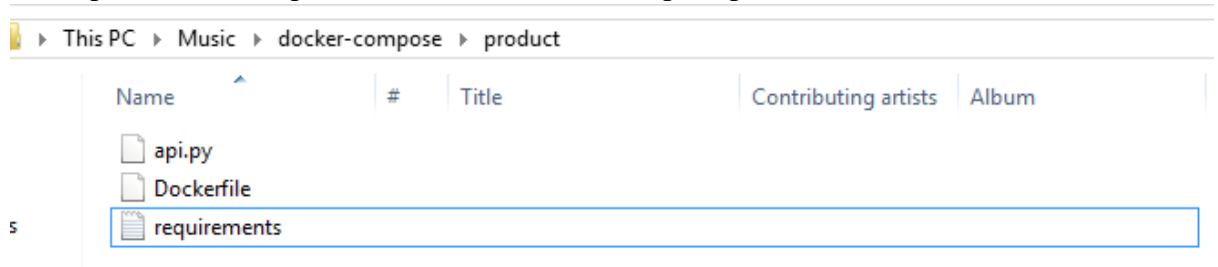 This PC Music docker-compose product
Name # Title Contributing artists Album
api.py
Dockerfile
s requirements